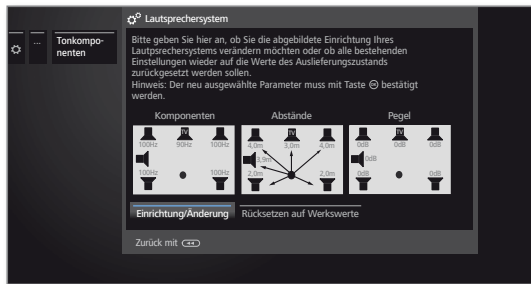 Lautsprechersystem
...
Tonkompo-
nenten
Bitte geben Sie hier an, ob Sie die abgebildete Einrichtung Ihres
Lautsprechersystems verändern möchten oder ob alle bestehenden
Einstellungen wieder auf die Werte des Auslieferungszustands
zurückgesetzt werden sollen.
Hinweis: Der neu ausgewählte Parameter muss mit Taste OK bestätigt
werden.
Komponenten Abstände Pegel
TV TV TV
100Hz 90Hz 100Hz 4,0m 3,0m 4,0m 0dB 0dB 0dB
3,9m 0dB
100Hz 100Hz 2,0m 2,0m 0dB 0dB
Einrichtung/Änderung Rücksetzen auf Werkswerte
Zurück mit